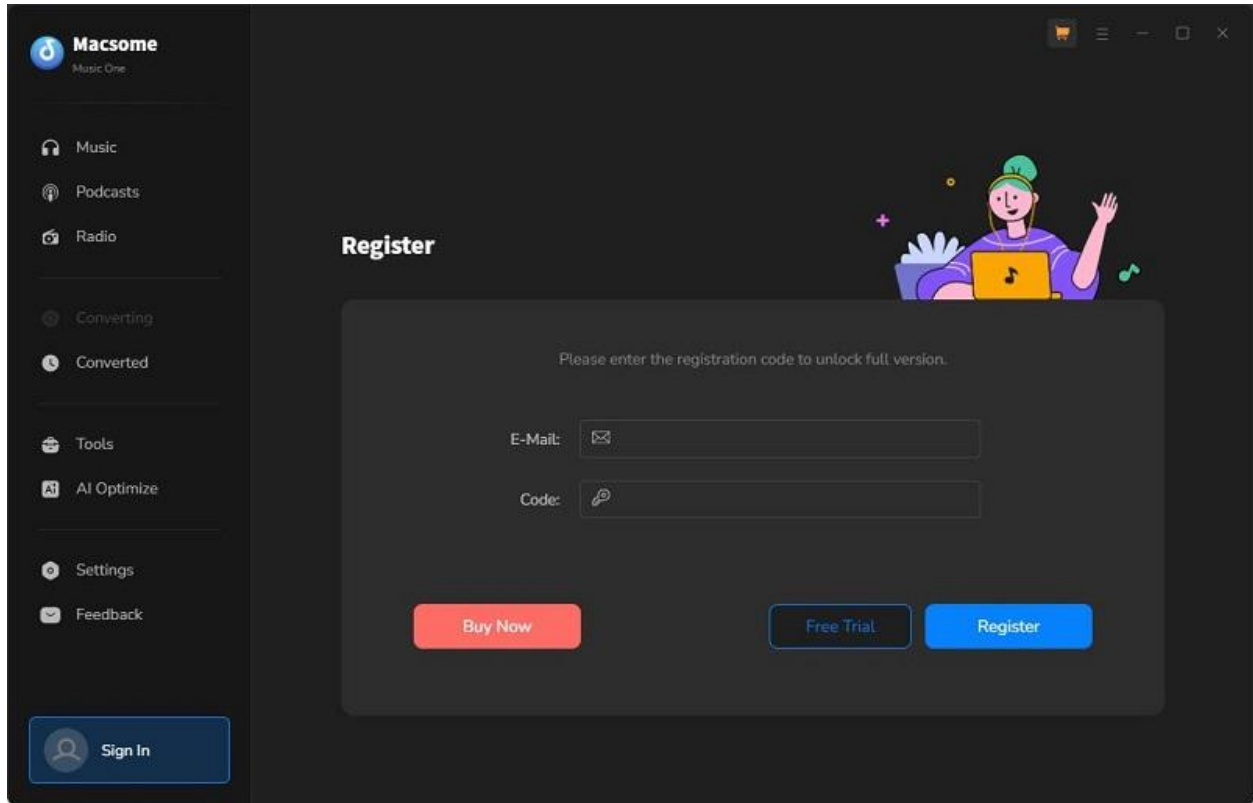 Macsome
Music One
Music
Podcasts
Radio
Converting
Converted
Tools
Ai AI Optimize
Settings
Feedback
Sign In
Register
Please enter the registration code to unlock full version.
E-Mail:
Code:
Buy Now
Free Trial
Register